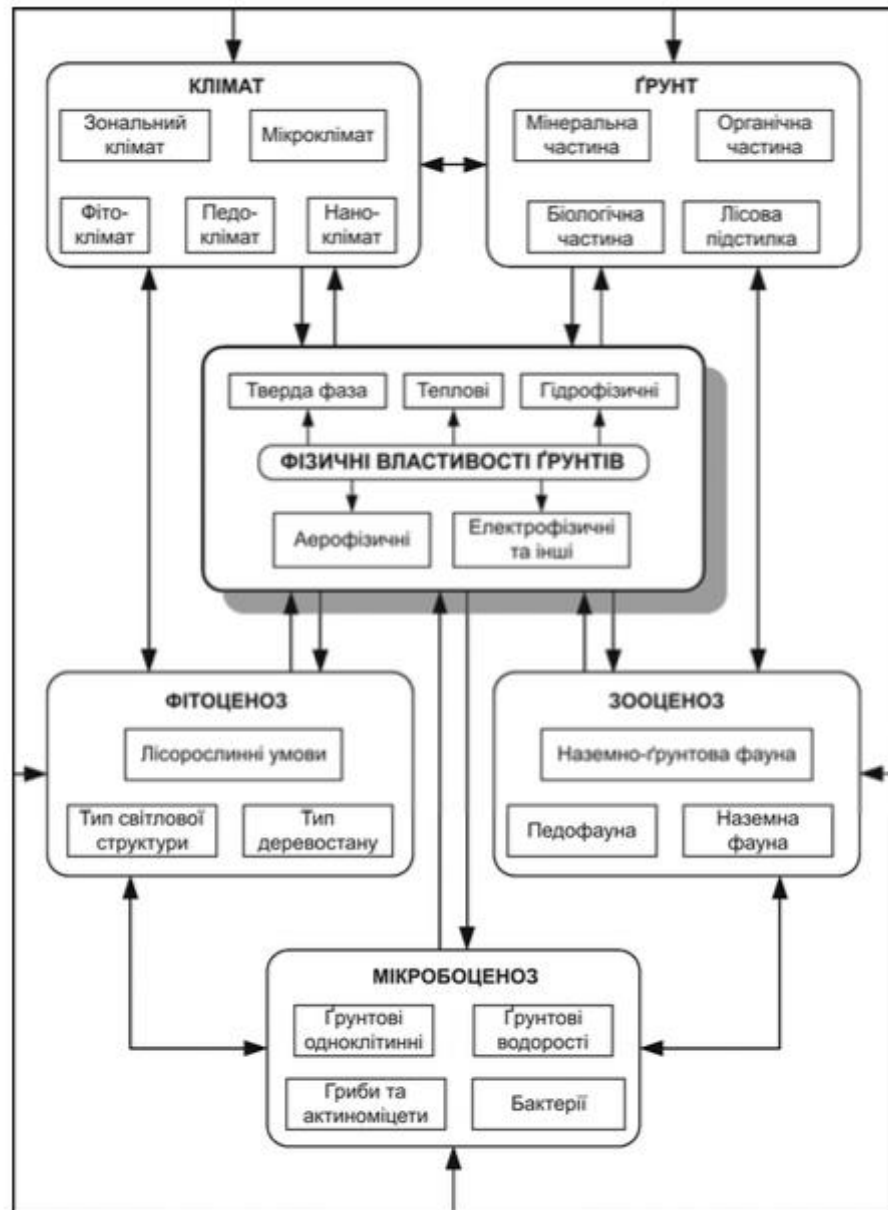 КЛІМАТ
Зональний
клімат
Мікроклімат
Фіто-
клімат
Педо-
клімат
Нано-
клімат
ҐРУНТ
Мінеральна
частина
Органічна
частина
Біологічна
частина
Лісова
підстилка
Тверда фаза
Теплові
Гідрофізичні
ФІЗИЧНІ ВЛАСТИВОСТІ ҐРУНТІВ
Аерофізичні
Електрофізичні
та інші
ФІТОЦЕНОЗ
Лісорослинні умови
Тип світлової
структури
Тип
деревостану
ЗООЦЕНОЗ
Наземно-ґрунтова фауна
Педофауна
Наземна
фауна
МІКРОБОЦЕНОЗ
Ґрунтові
одноклітинні
Ґрунтові
водорості
Гриби та
актиноміцети
Бактерії